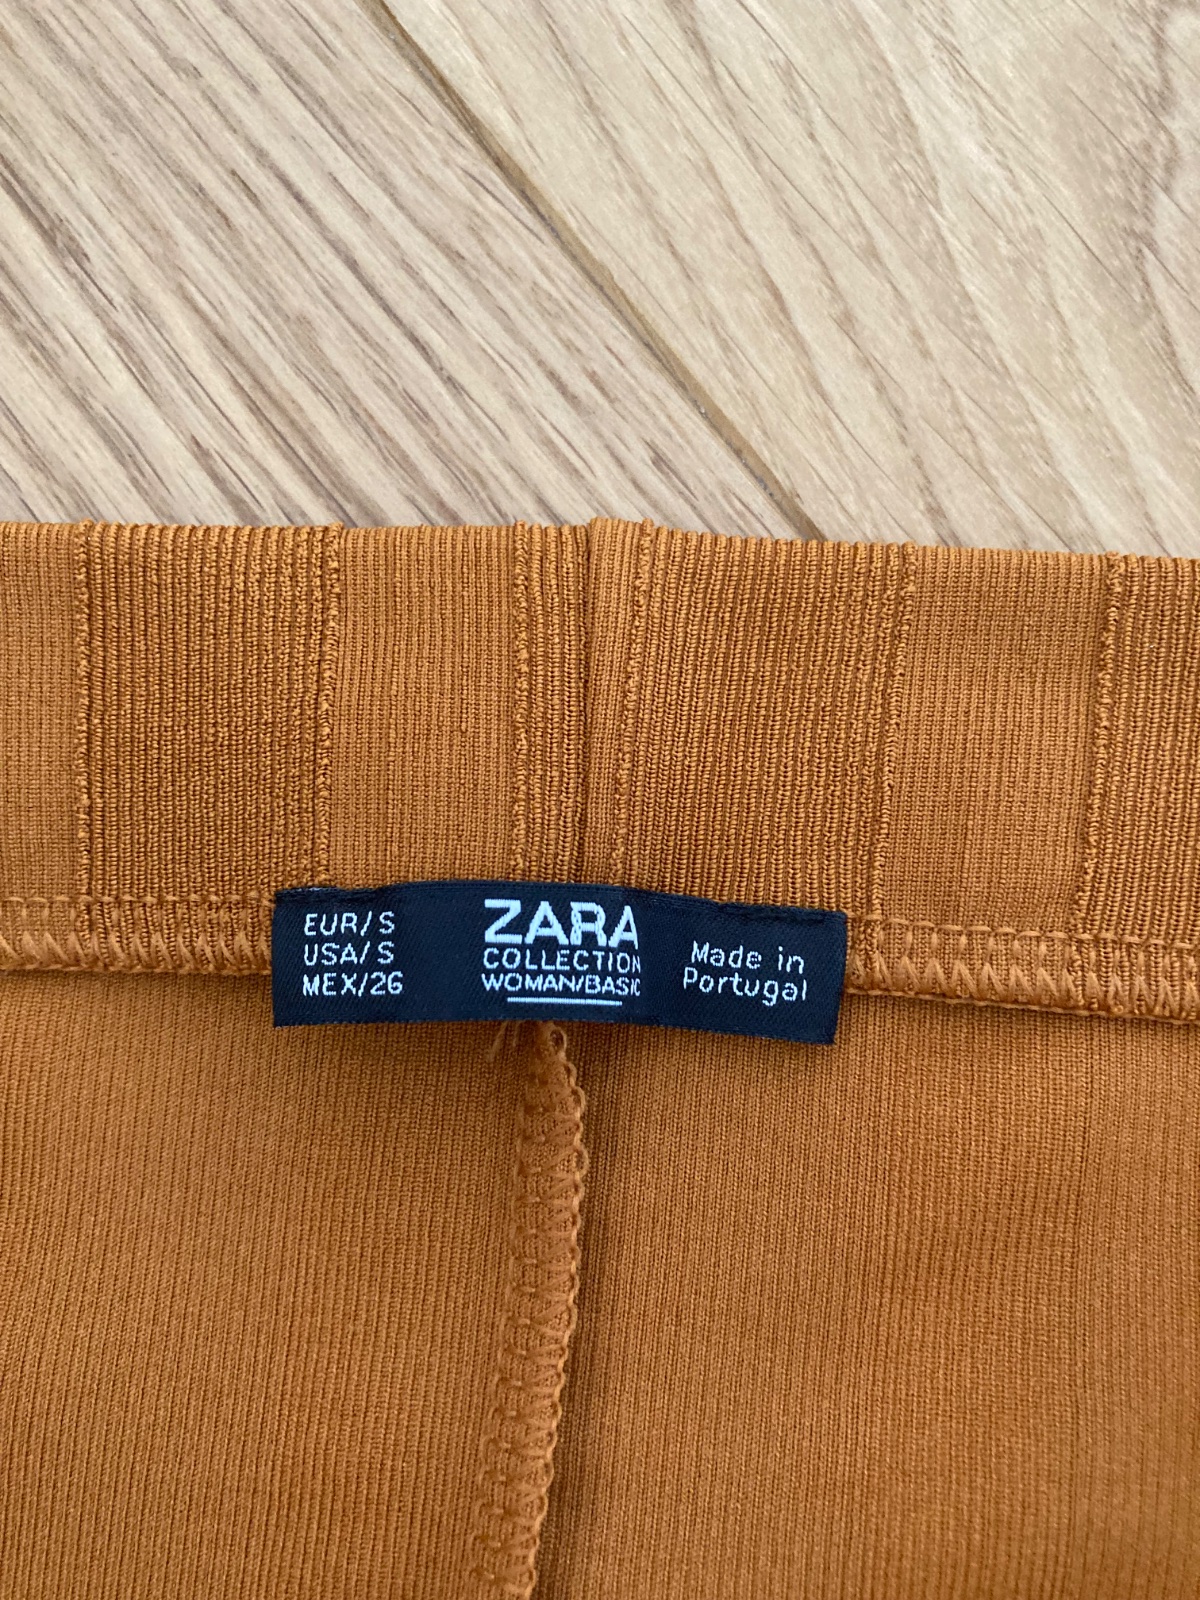 EUR/S
USA/S
MEX/26
ZARA
COLLECTION
WOMAN/BASIC
Made in
Portugal